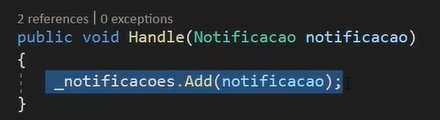 2 references | 0 exceptions
public void Handle(Notificacao notificacao)
{
_notificacoes.Add(notificacao);
}